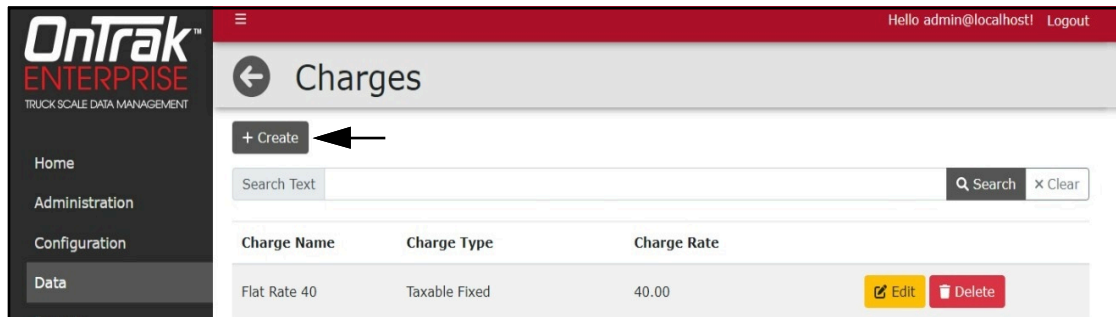 OnTrak™
ENTERPRISE
TRUCK SCALE DATA MANAGEMENT
Hello admin@localhost! Logout
Charges
+ Create
Search Text Search × Clear
Home
Administration
Configuration
Data
Charge Name Charge Type Charge Rate
Flat Rate 40 Taxable Fixed 40.00 Edit Delete